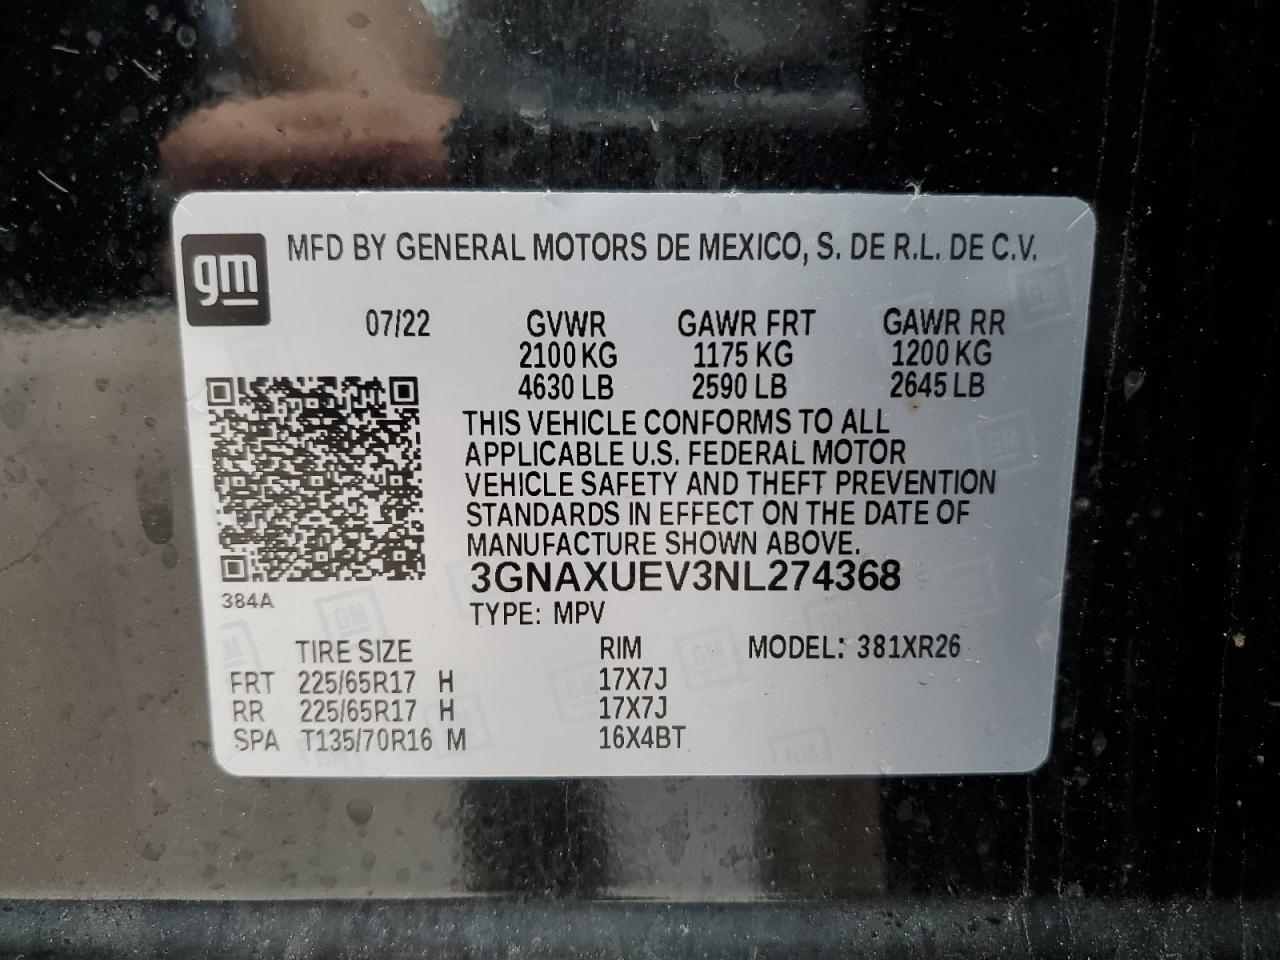 gm
MFD BY GENERAL MOTORS DE MEXICO, S. DE R.L. DE C.V.
07/22 GVWR GAWR FRT GAWR RR
2100 KG 1175 KG 1200 KG
4630 LB 2590 LB 2645 LB
THIS VEHICLE CONFORMS TO ALL
APPLICABLE U.S. FEDERAL MOTOR
VEHICLE SAFETY AND THEFT PREVENTION
STANDARDS IN EFFECT ON THE DATE OF
MANUFACTURE SHOWN ABOVE.
3GNAXUEV3NL274368
384A
TYPE: MPV
TIRE SIZE RIM MODEL: 381XR26
FRT 225/65R17 H 17X7J
RR 225/65R17 H 17X7J
SPA T135/70R16 M 16X4BT